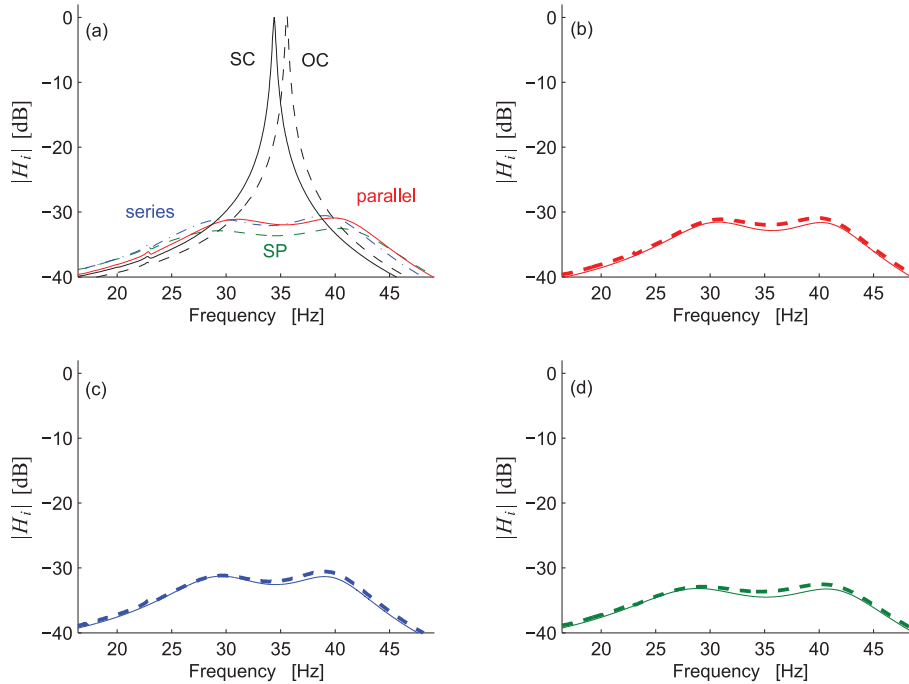 (a)
|H_i| [dB]
0
−10
−20
−30
−40
SC
OC
series
parallel
SP
20 25 30 35 40 45
Frequency [Hz]
(b)
|H_i| [dB]
0
−10
−20
−30
−40
20 25 30 35 40 45
Frequency [Hz]
(c)
|H_i| [dB]
0
−10
−20
−30
−40
20 25 30 35 40 45
Frequency [Hz]
(d)
|H_i| [dB]
0
−10
−20
−30
−40
20 25 30 35 40 45
Frequency [Hz]